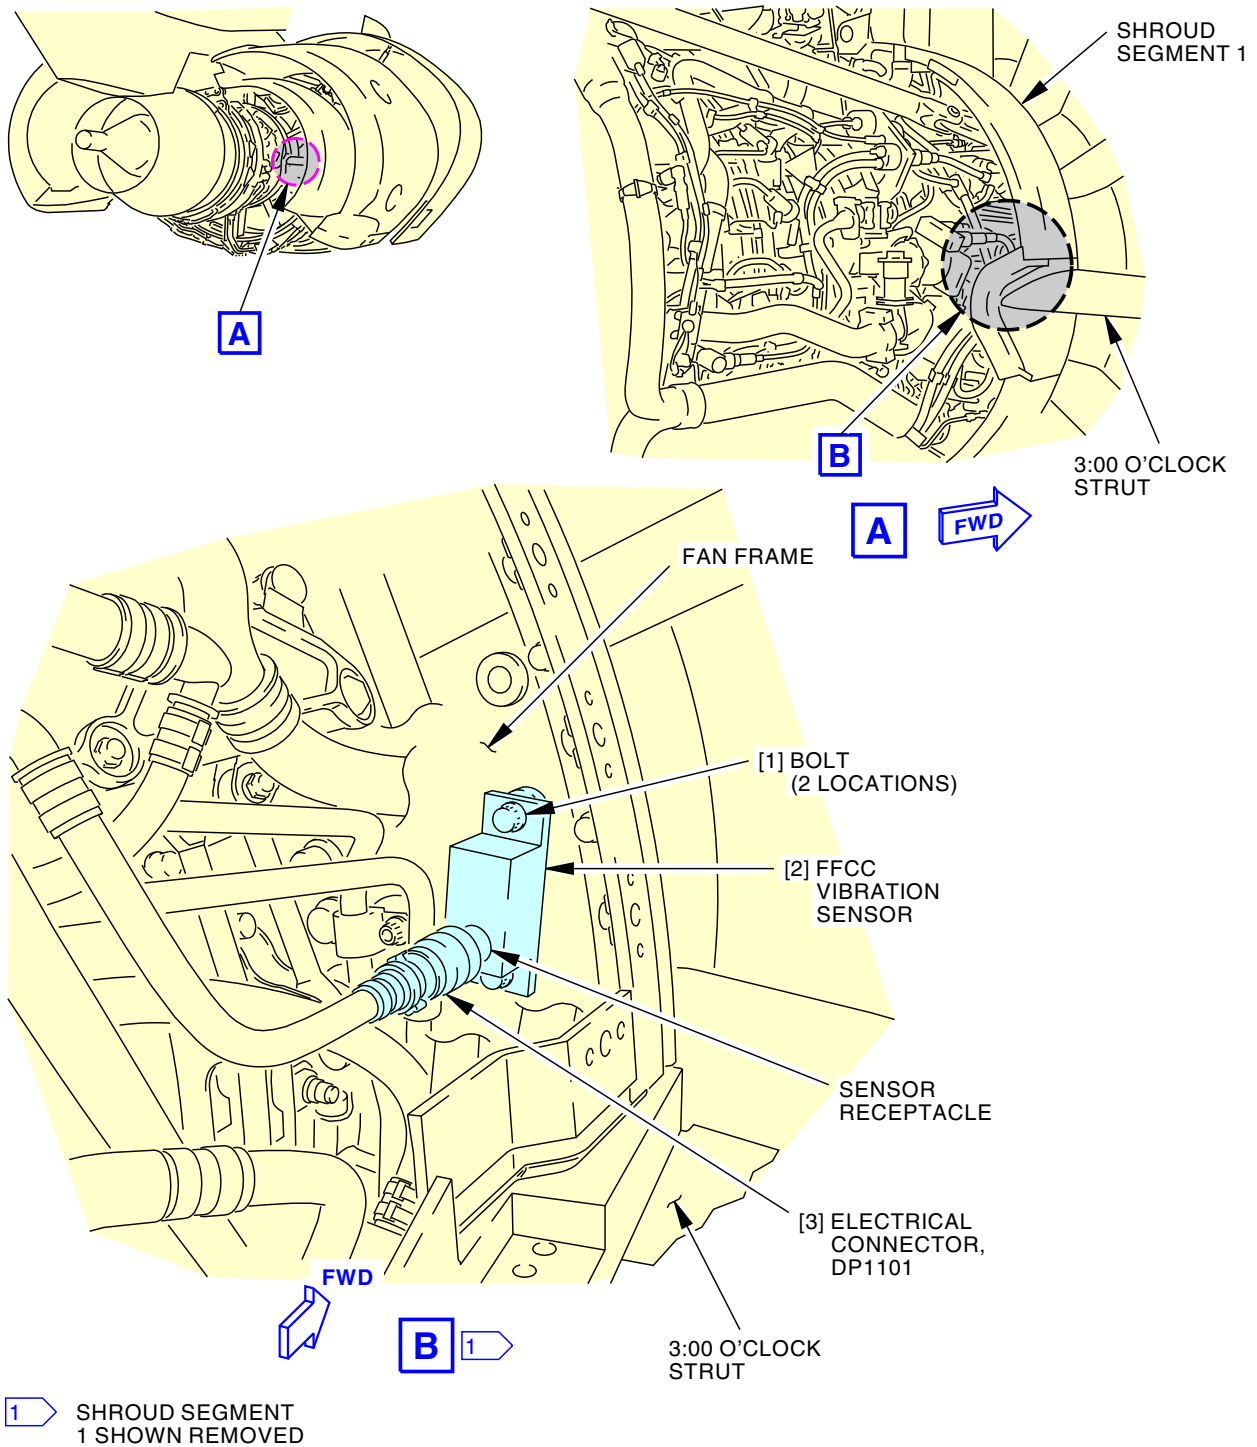 SHROUD
SEGMENT 1
A
B
3:00 O'CLOCK
STRUT
A
FWD
FAN FRAME
[1] BOLT
(2 LOCATIONS)
[2] FFCC
VIBRATION
SENSOR
SENSOR
RECEPTACLE
[3] ELECTRICAL
CONNECTOR,
DP1101
FWD
B
1
3:00 O'CLOCK
STRUT
1
SHROUD SEGMENT
1 SHOWN REMOVED